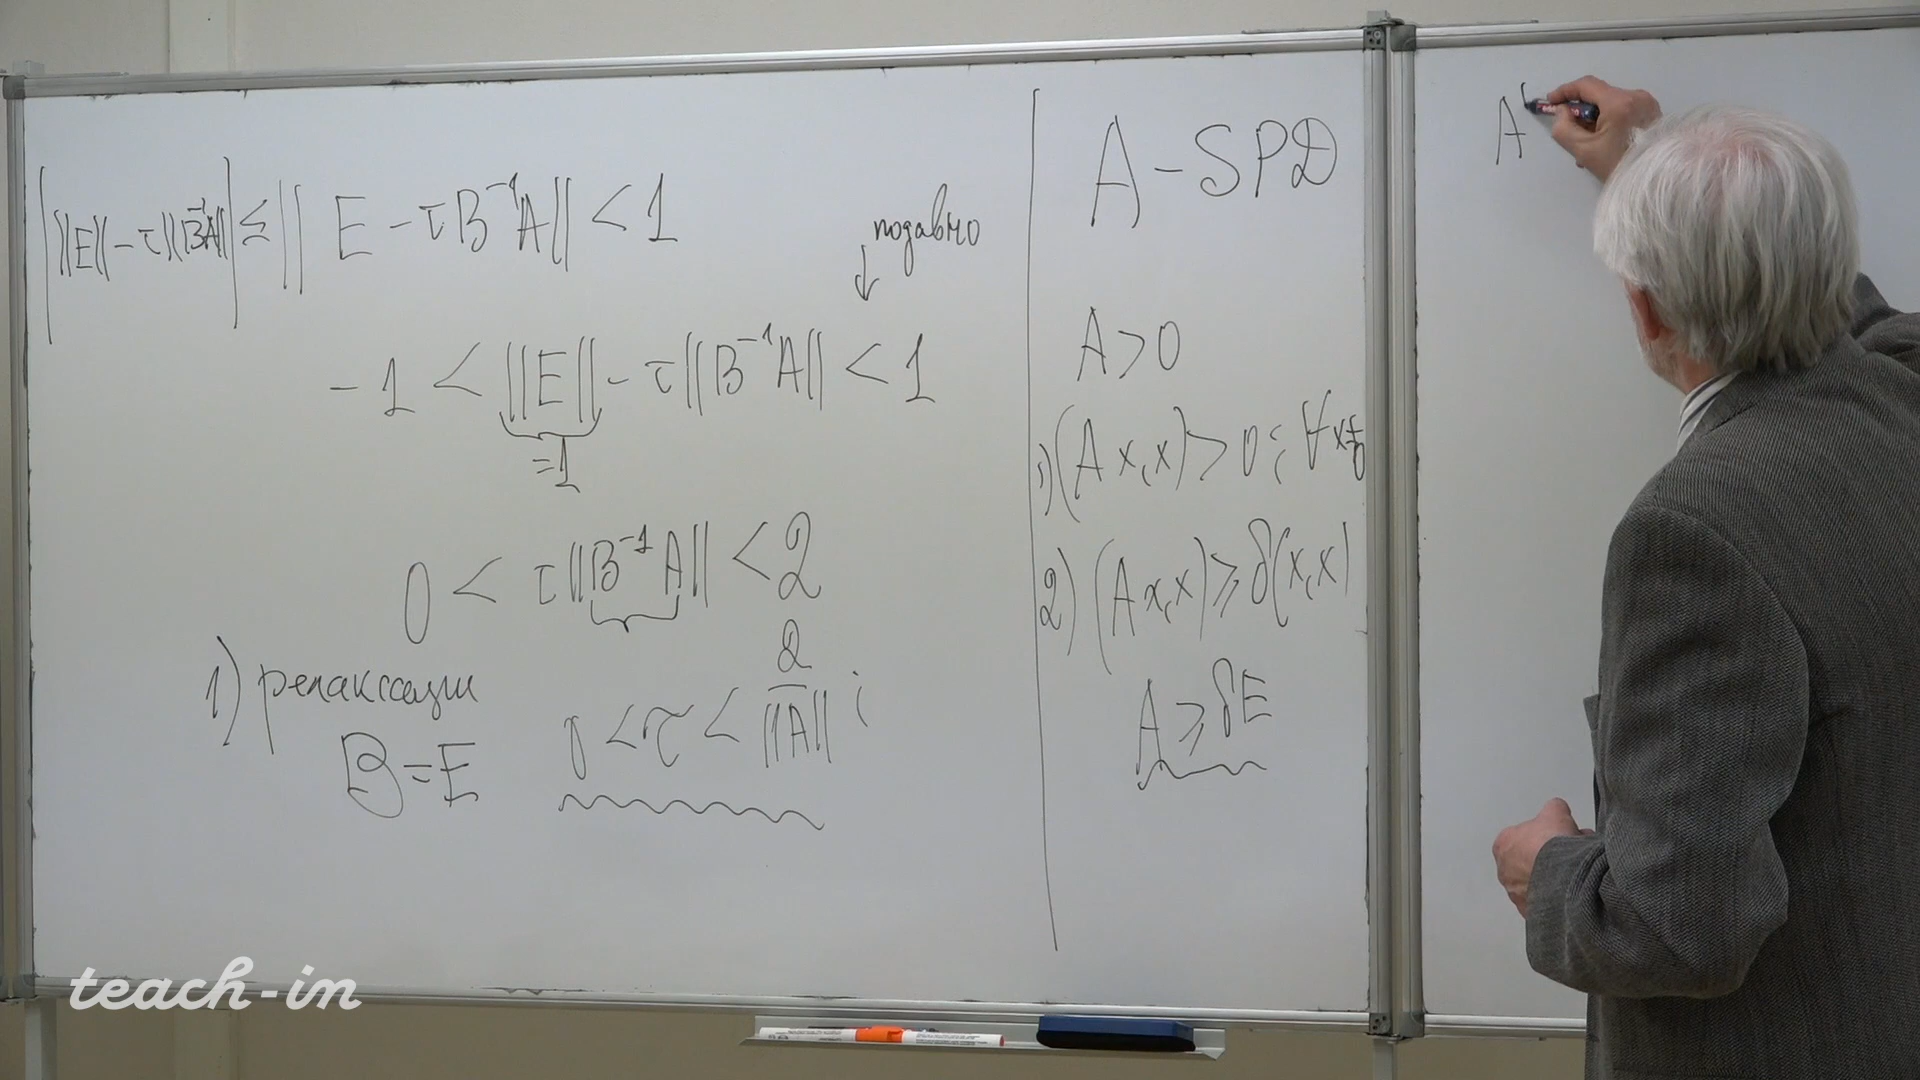 | ||E|| - τ||B⁻¹A|| | ≤ || E - τB⁻¹A || < 1
подавно
↓
-1 < ||E|| - τ||B⁻¹A|| < 1
=1
0 < τ||B⁻¹A|| < 2
1) релаксации
B = E
0 < τ < 2/||A|| ;
A - SPD
A > 0
1) (Ax,x) > 0; ∀x≠0
2) (Ax,x) ≥ δ(x,x)
A ≥ δE
A
teach-in